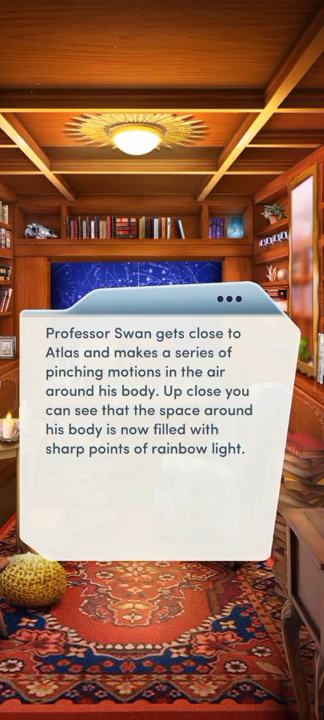 Professor Swan gets close to
Atlas and makes a series of
pinching motions in the air
around his body. Up close you
can see that the space around
his body is now filled with
sharp points of rainbow light.